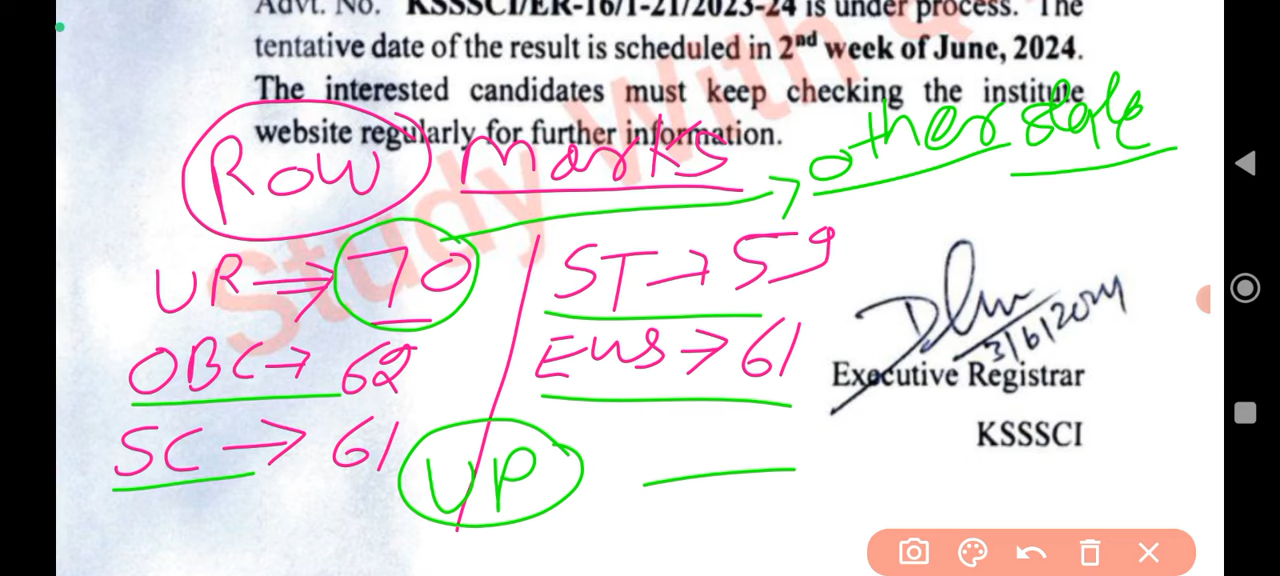 Advt. No. KSSSCI/ER-16/1-21/2023-24 is under process. The
tentative date of the result is scheduled in 2nd week of June, 2024.
The interested candidates must keep checking the institute
website regularly for further information.
Row Marks
other state
UR ⇒ 70
OBC → 62
SC → 61
ST → 59
EWS → 61
UP
3/6/2024
Executive Registrar
KSSSCI
Study With